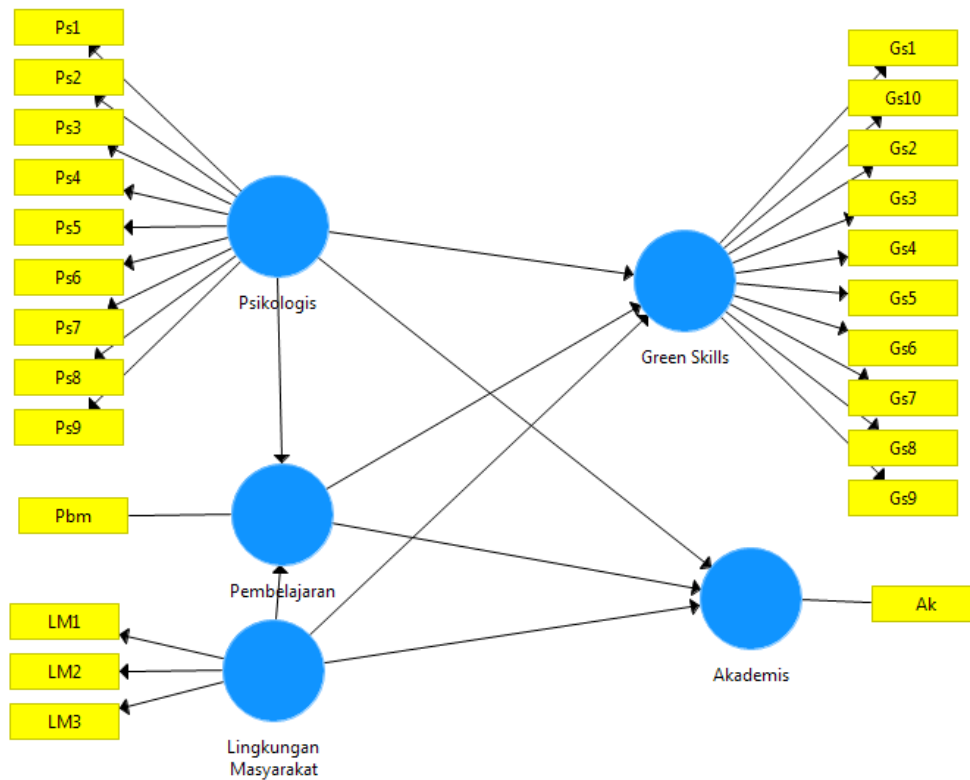 Ps1
Ps2
Ps3
Ps4
Ps5
Ps6
Ps7
Ps8
Ps9
Psikologis
Gs1
Gs10
Gs2
Gs3
Gs4
Gs5
Gs6
Gs7
Gs8
Gs9
Green Skills
Pbm
Pembelajaran
LM1
LM2
LM3
Lingkungan
Masyarakat
Ak
Akademis